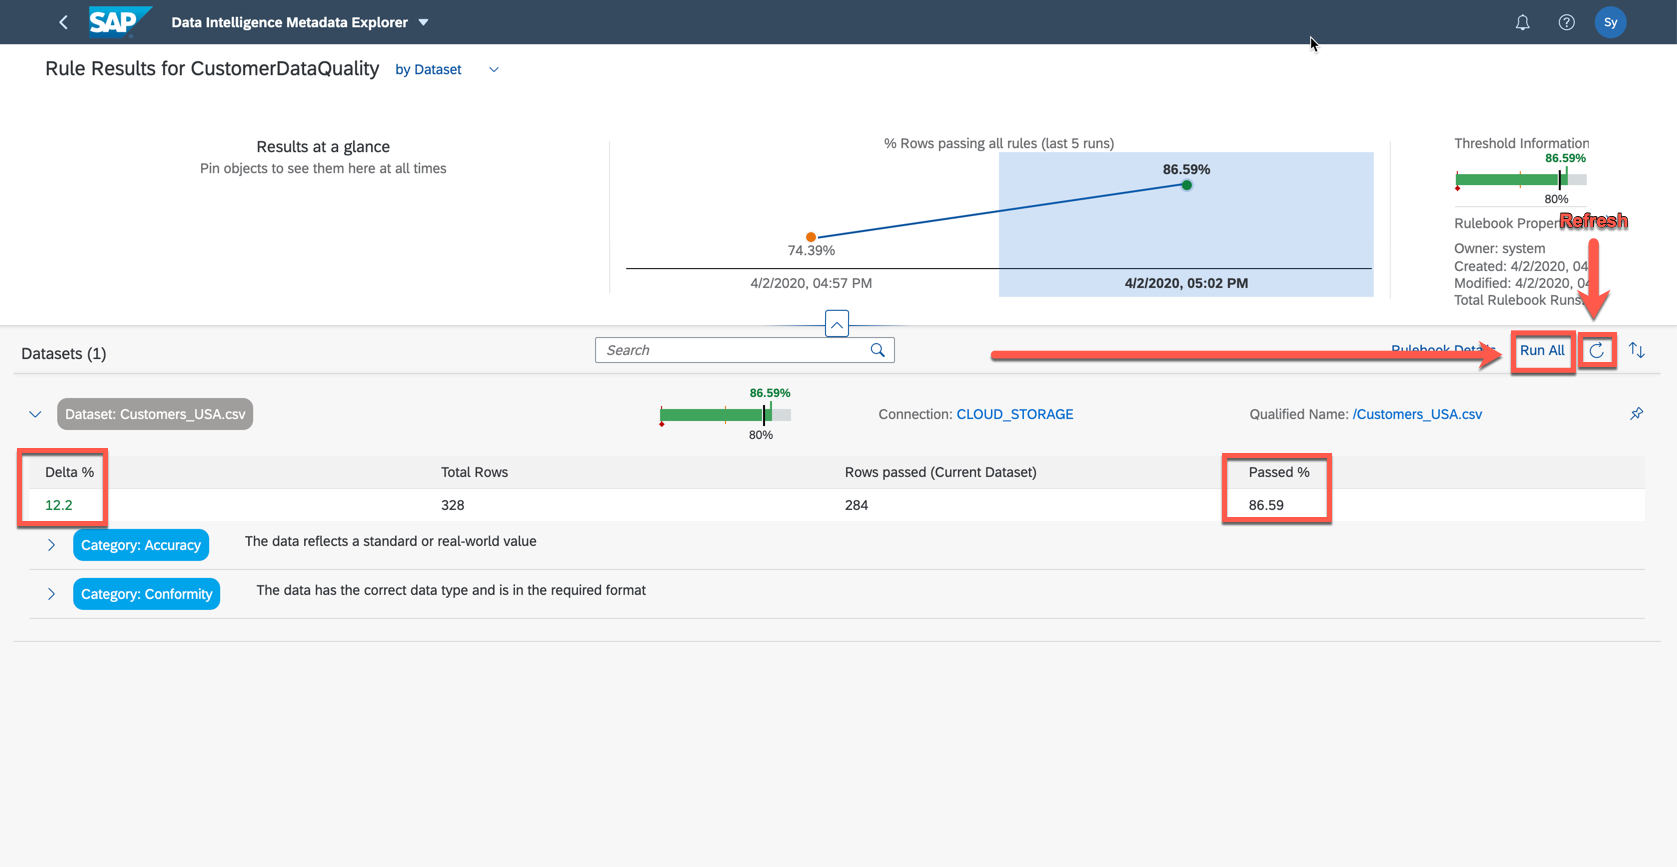 SAP Data Intelligence Metadata Explorer
Sy
Rule Results for CustomerDataQuality by Dataset
Results at a glance
Pin objects to see them here at all times
% Rows passing all rules (last 5 runs)
86.59%
74.39%
4/2/2020, 04:57 PM 4/2/2020, 05:02 PM
Threshold Information
86.59%
80%
Refresh
Owner: system
Created: 4/2/2020, 04
Modified: 4/2/2020,
Total Rulebook Runs
Datasets (1)
Search
Rulebook Details
Run All
Dataset: Customers_USA.csv
86.59%
80%
Connection: CLOUD_STORAGE
Qualified Name: /Customers_USA.csv
Delta % Total Rows Rows passed (Current Dataset) Passed %
12.2 328 284 86.59
Category: Accuracy The data reflects a standard or real-world value
Category: Conformity The data has the correct data type and is in the required format